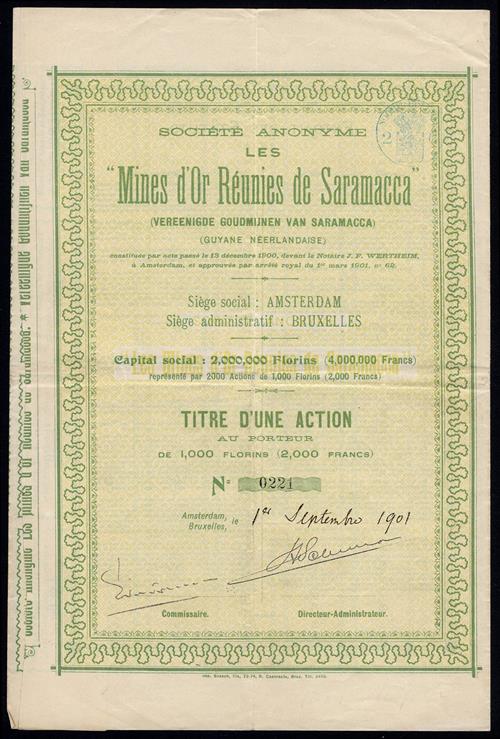 SOCIÉTÉ ANONYME
LES
"Mines d'Or Réunies de Saramacca"
(VEREENIGDE GOUDMIJNEN VAN SARAMACCA)
(GUYANE NÉERLANDAISE)
constituée par acte passé le 13 décembre 1900, devant le Notaire J. F. WERTHEIM,
à Amsterdam, et approuvée par arrêté royal du 1er mars 1901, nº 62.
Siège social : AMSTERDAM
Siège administratif : BRUXELLES
Capital social : 2,000,000 Florins (4,000,000 Francs)
représenté par 2000 Actions de 1,000 Florins (2,000 Francs)
TITRE D'UNE ACTION
AU PORTEUR
DE 1,000 FLORINS (2,000 FRANCS)
Nº 0221
Amsterdam,
Bruxelles, le 1er Septembre 1901
Commissaire. Directeur-Administrateur.